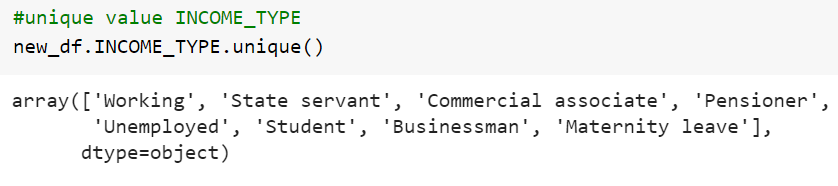 #unique value INCOME_TYPE
new_df.INCOME_TYPE.unique()
array(['Working', 'State servant', 'Commercial associate', 'Pensioner',
'Unemployed', 'Student', 'Businessman', 'Maternity leave'],
dtype=object)